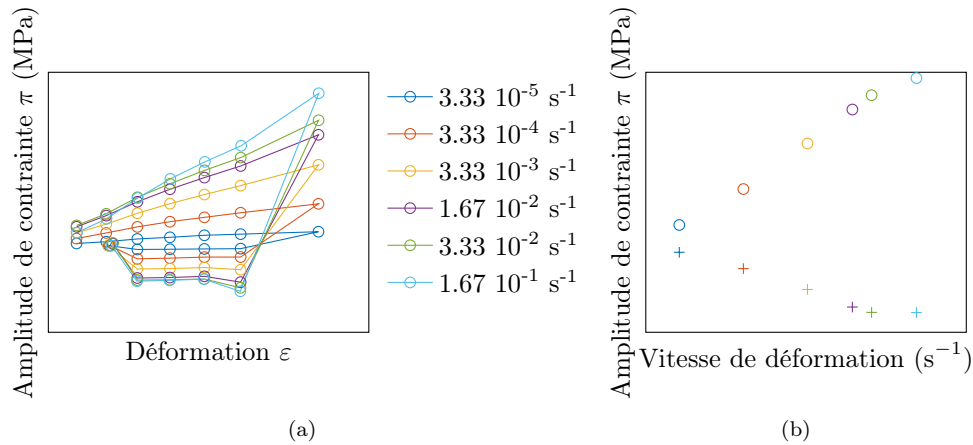 Amplitude de contrainte π (MPa)
Déformation ε
3.33 10-5 s-1
3.33 10-4 s-1
3.33 10-3 s-1
1.67 10-2 s-1
3.33 10-2 s-1
1.67 10-1 s-1
(a)
Amplitude de contrainte π (MPa)
Vitesse de déformation (s−1)
(b)